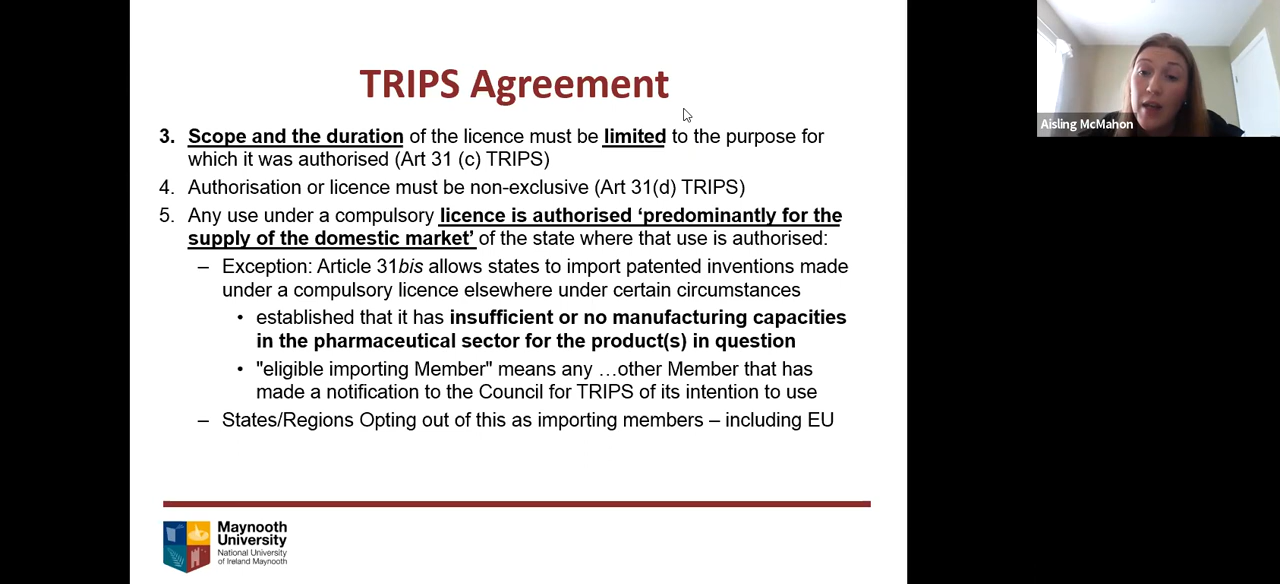 TRIPS Agreement
3. Scope and the duration of the licence must be limited to the purpose for
which it was authorised (Art 31 (c) TRIPS)
4. Authorisation or licence must be non-exclusive (Art 31(d) TRIPS)
5. Any use under a compulsory licence is authorised ‘predominantly for the
supply of the domestic market’ of the state where that use is authorised:
– Exception: Article 31bis allows states to import patented inventions made
under a compulsory licence elsewhere under certain circumstances
• established that it has insufficient or no manufacturing capacities
in the pharmaceutical sector for the product(s) in question
• "eligible importing Member" means any …other Member that has
made a notification to the Council for TRIPS of its intention to use
– States/Regions Opting out of this as importing members – including EU
Maynooth
University
National University
of Ireland Maynooth
Aisling McMahon